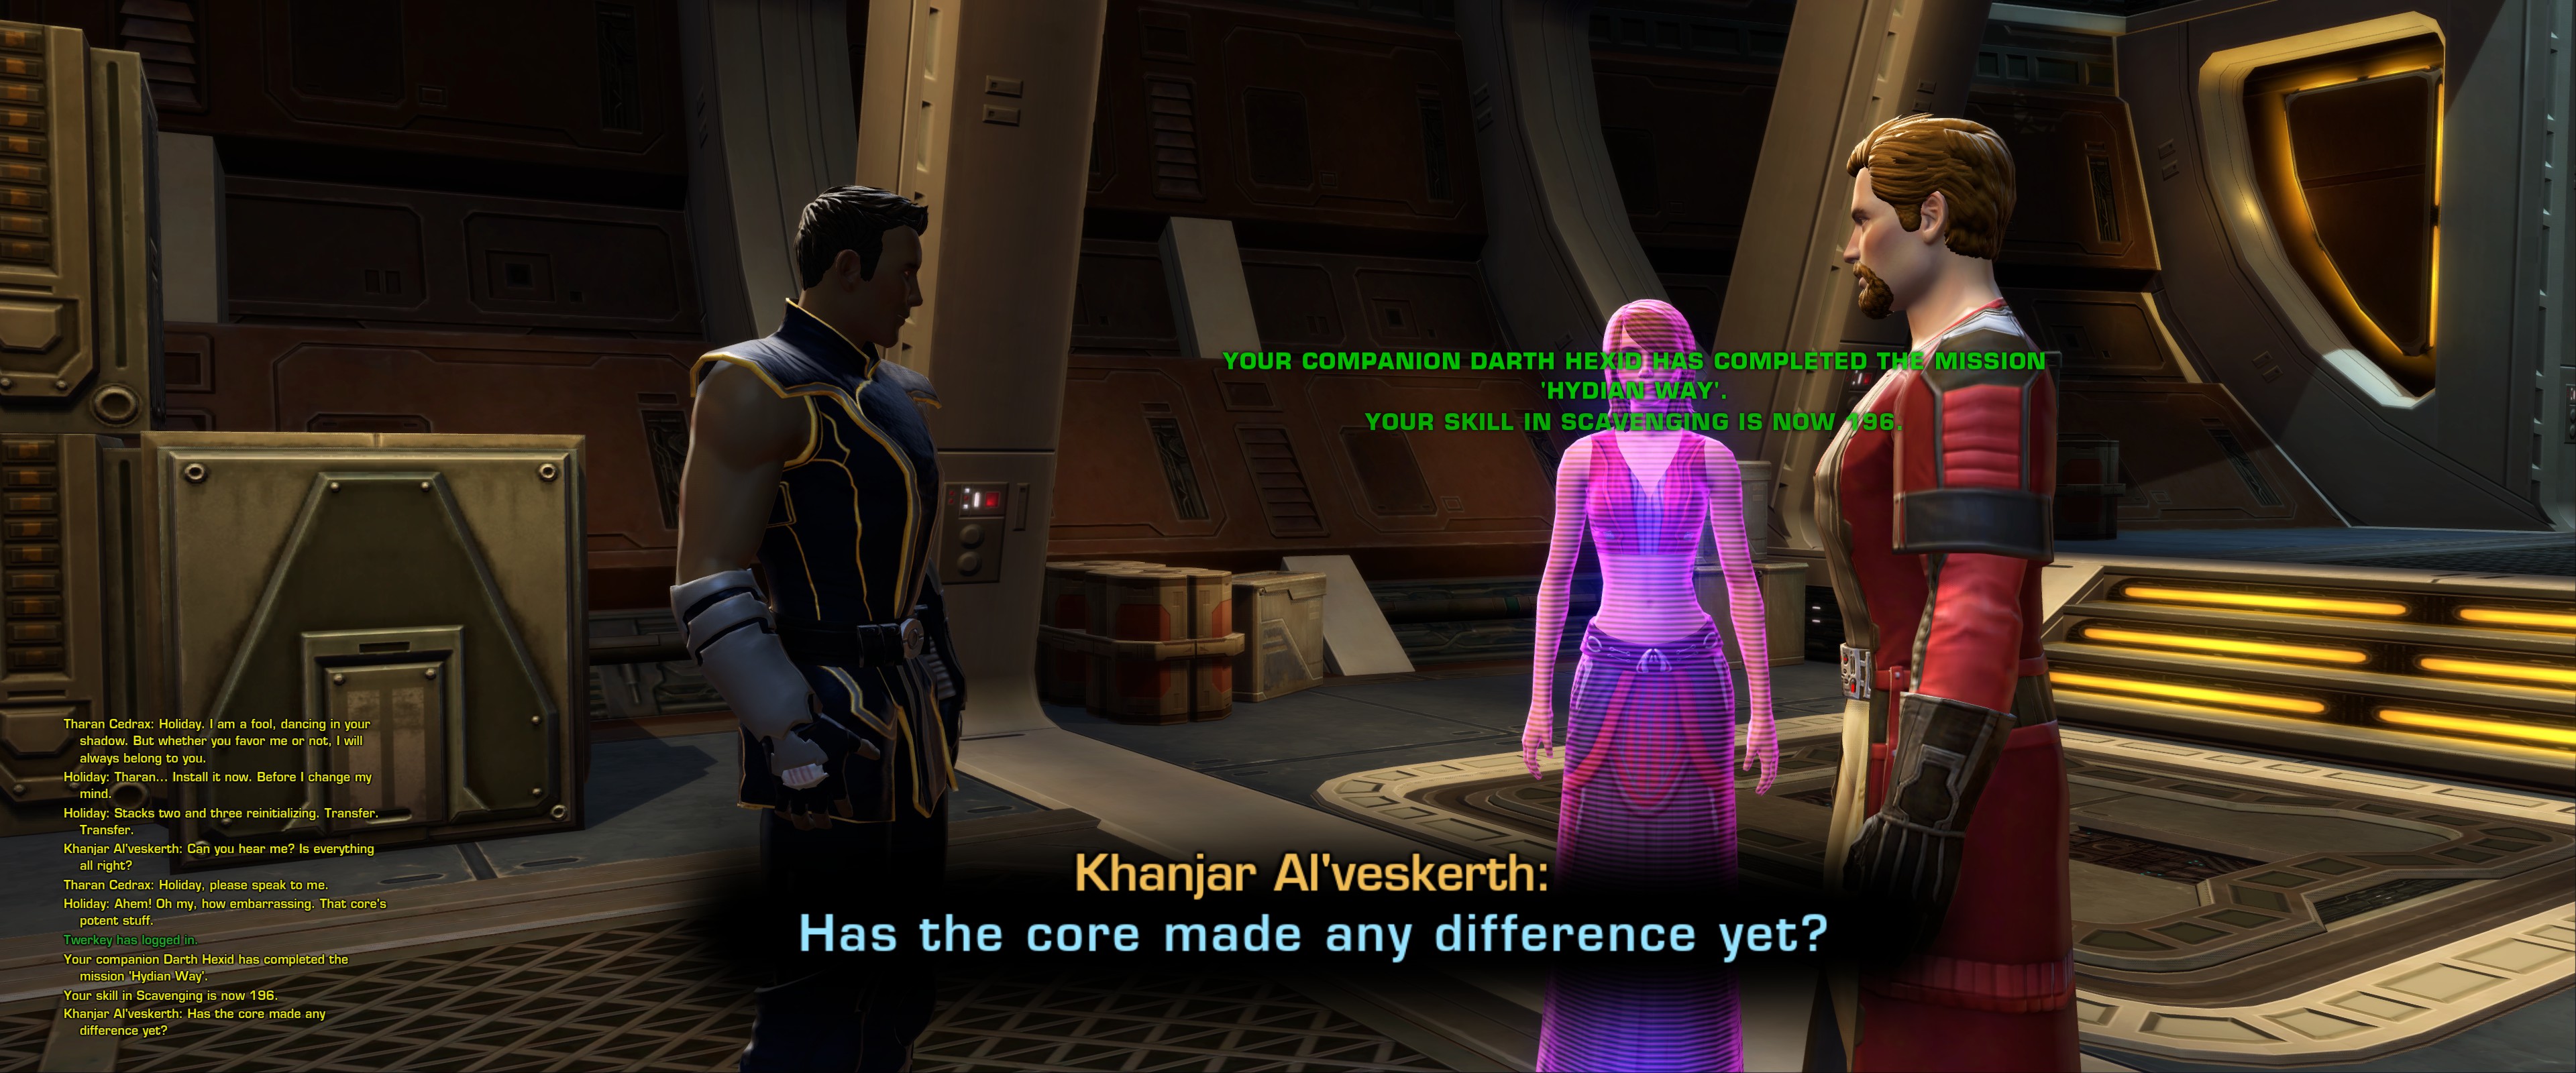 YOUR COMPANION DARTH HEXID HAS COMPLETED THE MISSION
'HYDIAN WAY'.
YOUR SKILL IN SCAVENGING IS NOW 196.
Tharan Cedrax: Holiday. I am a fool, dancing in your
shadow. But whether you favor me or not, I will
always belong to you.
Holiday: Tharan... Install it now. Before I change my
mind.
Holiday: Stacks two and three reinitializing. Transfer.
Transfer.
Khanjar Al'veskerth: Can you hear me? Is everything
all right?
Tharan Cedrax: Holiday, please speak to me.
Holiday: Ahem! Oh my, how embarrassing. That core's
potent stuff.
Twerkey has logged in.
Your companion Darth Hexid has completed the
mission 'Hydian Way'.
Your skill in Scavenging is now 196.
Khanjar Al'veskerth: Has the core made any
difference yet?
Khanjar Al'veskerth:
Has the core made any difference yet?